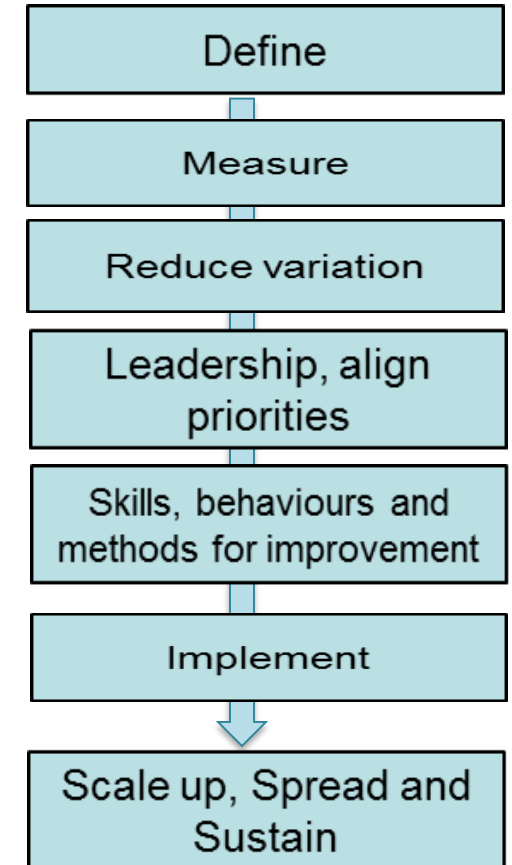 Define
Measure
Reduce variation
Leadership, align
priorities
Skills, behaviours and
methods for improvement
Implement
Scale up, Spread and
Sustain